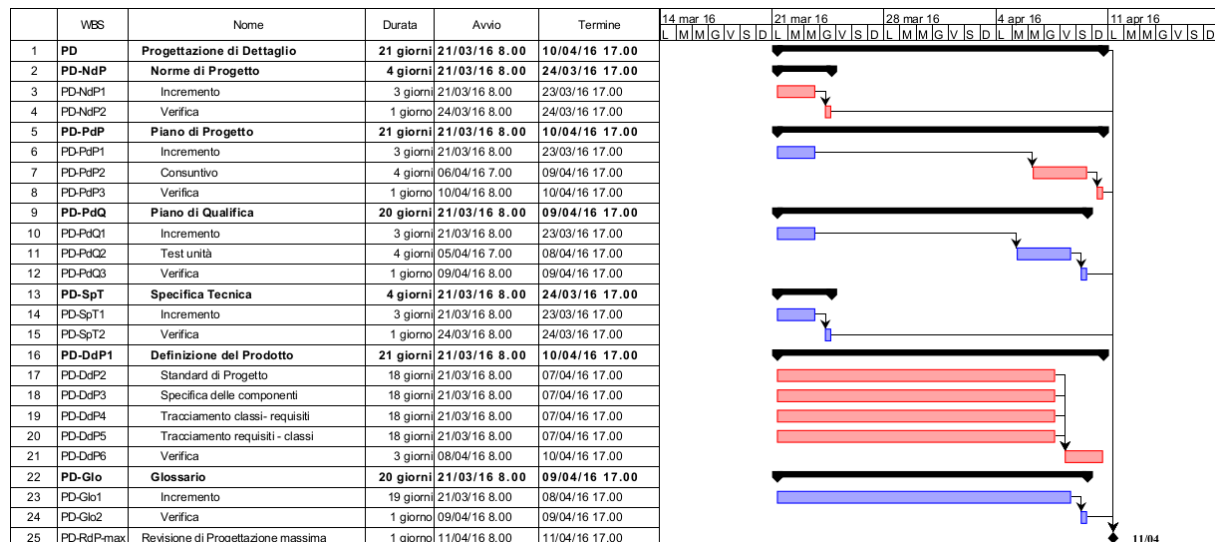 WBS Nome Durata Avvio Termine 14 mar 16 21 mar 16 28 mar 16 4 apr 16 11 apr 16
L M M G V S D L M M G V S D L M M G V S D L M M G V S D L M M G V S D
1 PD Progettazione di Dettaglio 21 giorni 21/03/16 8.00 10/04/16 17.00
2 PD-NdP Norme di Progetto 4 giorni 21/03/16 8.00 24/03/16 17.00
3 PD-NdP1 Incremento 3 giorni 21/03/16 8.00 23/03/16 17.00
4 PD-NdP2 Verifica 1 giorno 24/03/16 8.00 24/03/16 17.00
5 PD-PdP Piano di Progetto 21 giorni 21/03/16 8.00 10/04/16 17.00
6 PD-PdP1 Incremento 3 giorni 21/03/16 8.00 23/03/16 17.00
7 PD-PdP2 Consuntivo 4 giorni 06/04/16 7.00 09/04/16 17.00
8 PD-PdP3 Verifica 1 giorno 10/04/16 8.00 10/04/16 17.00
9 PD-PdQ Piano di Qualifica 20 giorni 21/03/16 8.00 09/04/16 17.00
10 PD-PdQ1 Incremento 3 giorni 21/03/16 8.00 23/03/16 17.00
11 PD-PdQ2 Test unità 4 giorni 05/04/16 7.00 08/04/16 17.00
12 PD-PdQ3 Verifica 1 giorno 09/04/16 8.00 09/04/16 17.00
13 PD-SpT Specifica Tecnica 4 giorni 21/03/16 8.00 24/03/16 17.00
14 PD-SpT1 Incremento 3 giorni 21/03/16 8.00 23/03/16 17.00
15 PD-SpT2 Verifica 1 giorno 24/03/16 8.00 24/03/16 17.00
16 PD-DdP1 Definizione del Prodotto 21 giorni 21/03/16 8.00 10/04/16 17.00
17 PD-DdP2 Standard di Progetto 18 giorni 21/03/16 8.00 07/04/16 17.00
18 PD-DdP3 Specifica delle componenti 18 giorni 21/03/16 8.00 07/04/16 17.00
19 PD-DdP4 Tracciamento classi- requisiti 18 giorni 21/03/16 8.00 07/04/16 17.00
20 PD-DdP5 Tracciamento requisiti - classi 18 giorni 21/03/16 8.00 07/04/16 17.00
21 PD-DdP6 Verifica 3 giorni 08/04/16 8.00 10/04/16 17.00
22 PD-Glo Glossario 20 giorni 21/03/16 8.00 09/04/16 17.00
23 PD-Glo1 Incremento 19 giorni 21/03/16 8.00 08/04/16 17.00
24 PD-Glo2 Verifica 1 giorno 09/04/16 8.00 09/04/16 17.00
25 PD-RdP-max Revisione di Progettazione massima 1 giorno 11/04/16 8.00 11/04/16 17.00 11/04